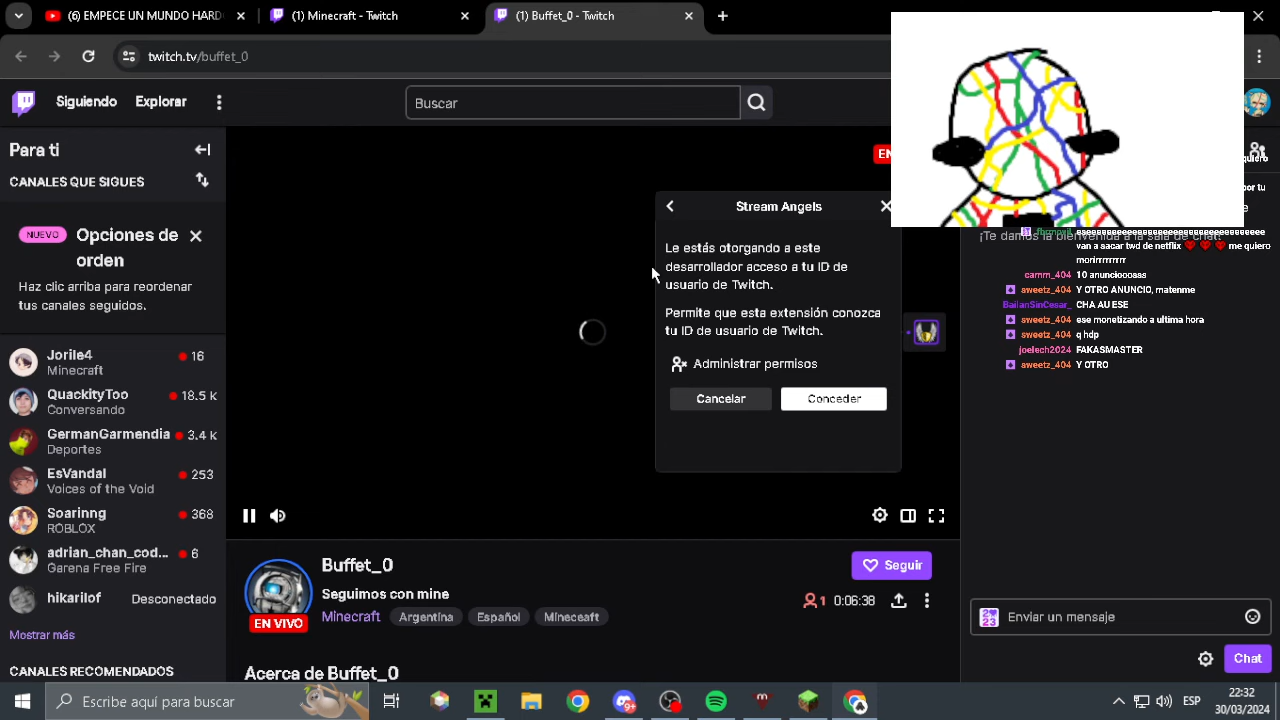 (6) EMPECE UN MUNDO HARD
(1) Minecraft - Twitch
(1) Buffet_0 - Twitch
twitch.tv/buffet_0
Siguiendo
Explorar
Buscar
Para ti
CANALES QUE SIGUES
NUEVO
Opciones de
orden
Haz clic arriba para reordenar
tus canales seguidos.
Jorile4
16
Minecraft
QuackityToo
18.5 k
Conversando
GermanGarmendia
3.4 k
Deportes
EsVandal
253
Voices of the Void
Soarinng
368
ROBLOX
adrian_chan_cod...
6
Garena Free Fire
hikarilof
Desconectado
Mostrar más
CANALES RECOMENDADOS
EN
Stream Angels
Le estás otorgando a este
desarrollador acceso a tu ID de
usuario de Twitch.
Permite que esta extensión conozca
tu ID de usuario de Twitch.
Administrar permisos
Cancelar
Conceder
EN VIVO
Buffet_0
Seguir
Seguimos con mine
Minecraft
Argentina
Español
Mineceaft
1
0:06:38
Acerca de Buffet_0
quiero
por tu
¡Te damos la bienvenida a la sala de chat!
van a sacar twd de netflix ❤ ❤ ❤ me quiero
morirrrrrrrr
camm_404 10 anunciooooass
sweetz_404 Y OTRO ANUNCIO, matenme
BailanSinCesar_ CHA AU ESE
sweetz_404 ese monetizando a ultima hora
sweetz_404 q hdp
joelech2024 FAKASMASTER
sweetz_404 Y OTRO
Enviar un mensaje
Chat
Escribe aquí para buscar
9+
ESP
22:32
30/03/2024